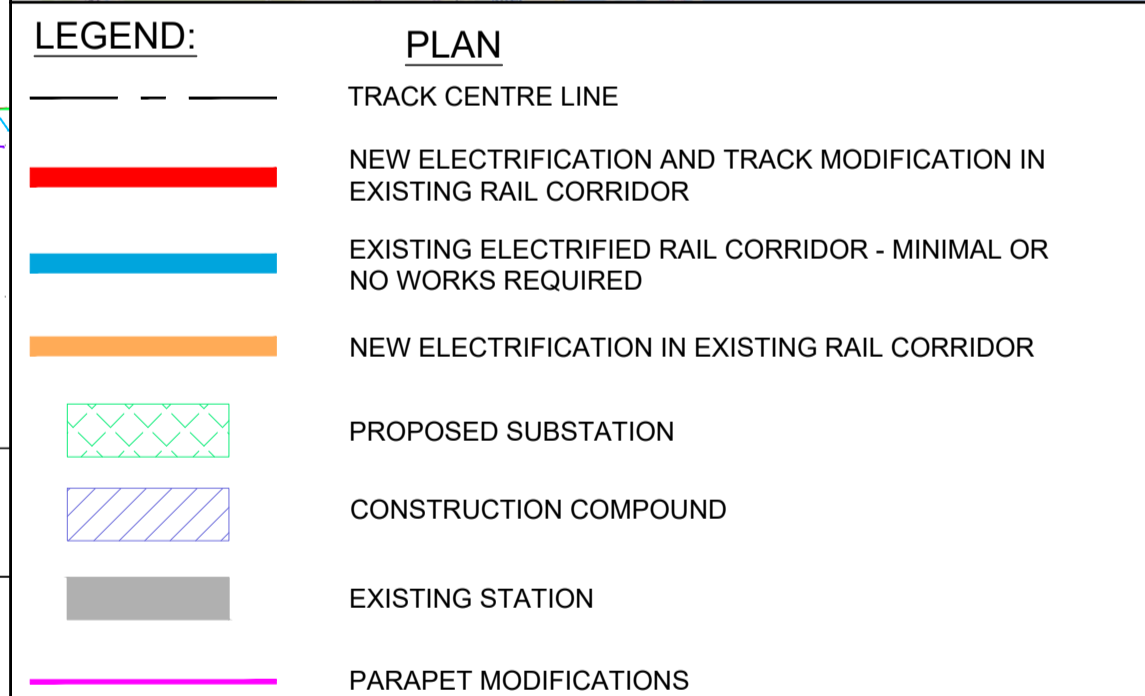 LEGEND:
PLAN
TRACK CENTRE LINE
NEW ELECTRIFICATION AND TRACK MODIFICATION IN
EXISTING RAIL CORRIDOR
EXISTING ELECTRIFIED RAIL CORRIDOR - MINIMAL OR
NO WORKS REQUIRED
NEW ELECTRIFICATION IN EXISTING RAIL CORRIDOR
PROPOSED SUBSTATION
CONSTRUCTION COMPOUND
EXISTING STATION
PARAPET MODIFICATIONS